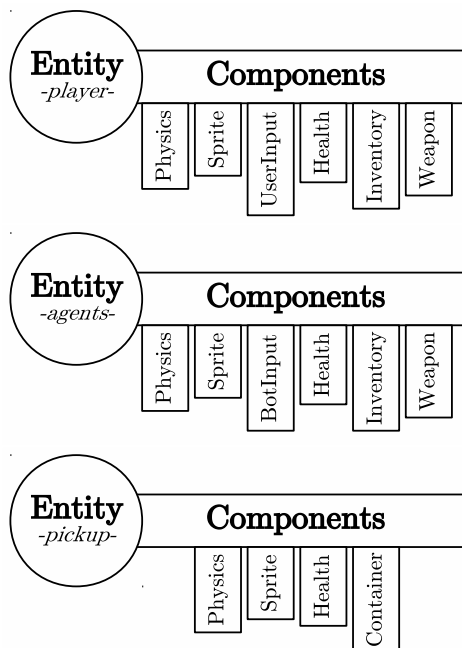 Entity
-player-
Components
Physics
Sprite
UserInput
Health
Inventory
Weapon
Entity
-agents-
Components
Physics
Sprite
BotInput
Health
Inventory
Weapon
Entity
-pickup-
Components
Physics
Sprite
Health
Container